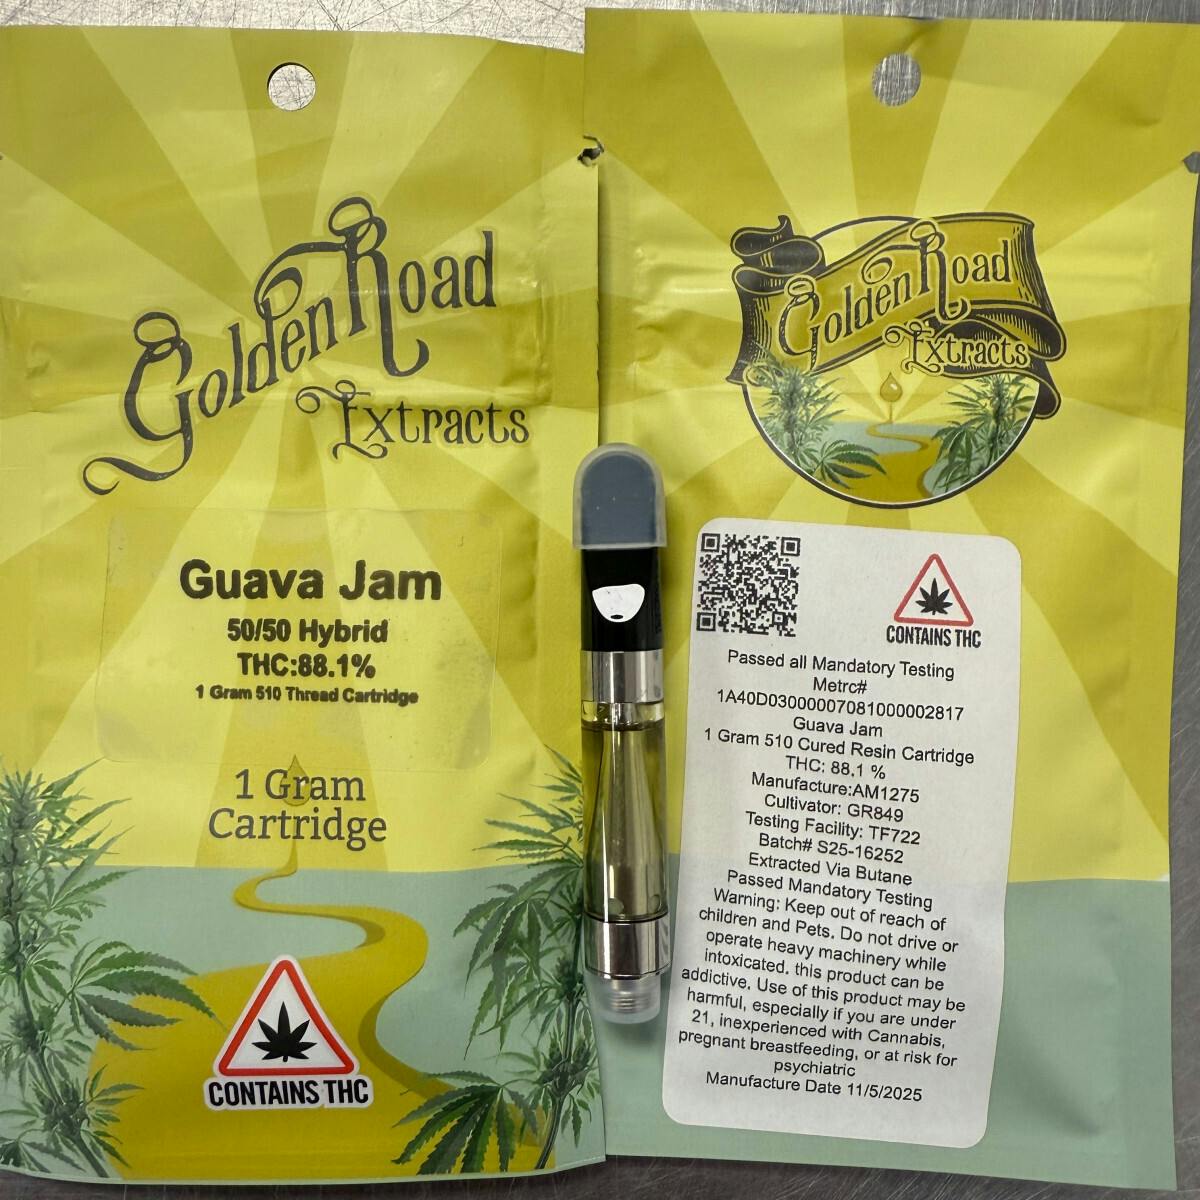 Golden Road
Extracts
Guava Jam
50/50 Hybrid
THC:88.1%
1 Gram 510 Thread Cartridge
1 Gram
Cartridge
CONTAINS THC
Golden Road
Extracts
CONTAINS THC
Passed all Mandatory Testing
Metrc#
1A40D03000007081000002817
Guava Jam
1 Gram 510 Cured Resin Cartridge
THC: 88.1 %
Manufacture:AM1275
Cultivator: GR849
Testing Facility: TF722
Batch# S25-16252
Extracted Via Butane
Passed Mandatory Testing
Warning: Keep out of reach of
children and Pets. Do not drive or
operate heavy machinery while
intoxicated. this product can be
addictive. Use of this product may be
harmful, especially if you are under
21, inexperienced with Cannabis,
pregnant breastfeeding, or at risk for
psychiatric
Manufacture Date 11/5/2025